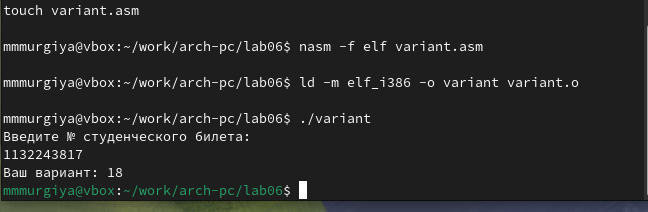 touch variant.asm
mmmurgiya@vbox:~/work/arch-pc/lab06$ nasm -f elf variant.asm
mmmurgiya@vbox:~/work/arch-pc/lab06$ ld -m elf_i386 -o variant variant.o
mmmurgiya@vbox:~/work/arch-pc/lab06$ ./variant
Введите № студенческого билета:
1132243817
Ваш вариант: 18
mmmurgiya@vbox:~/work/arch-pc/lab06$